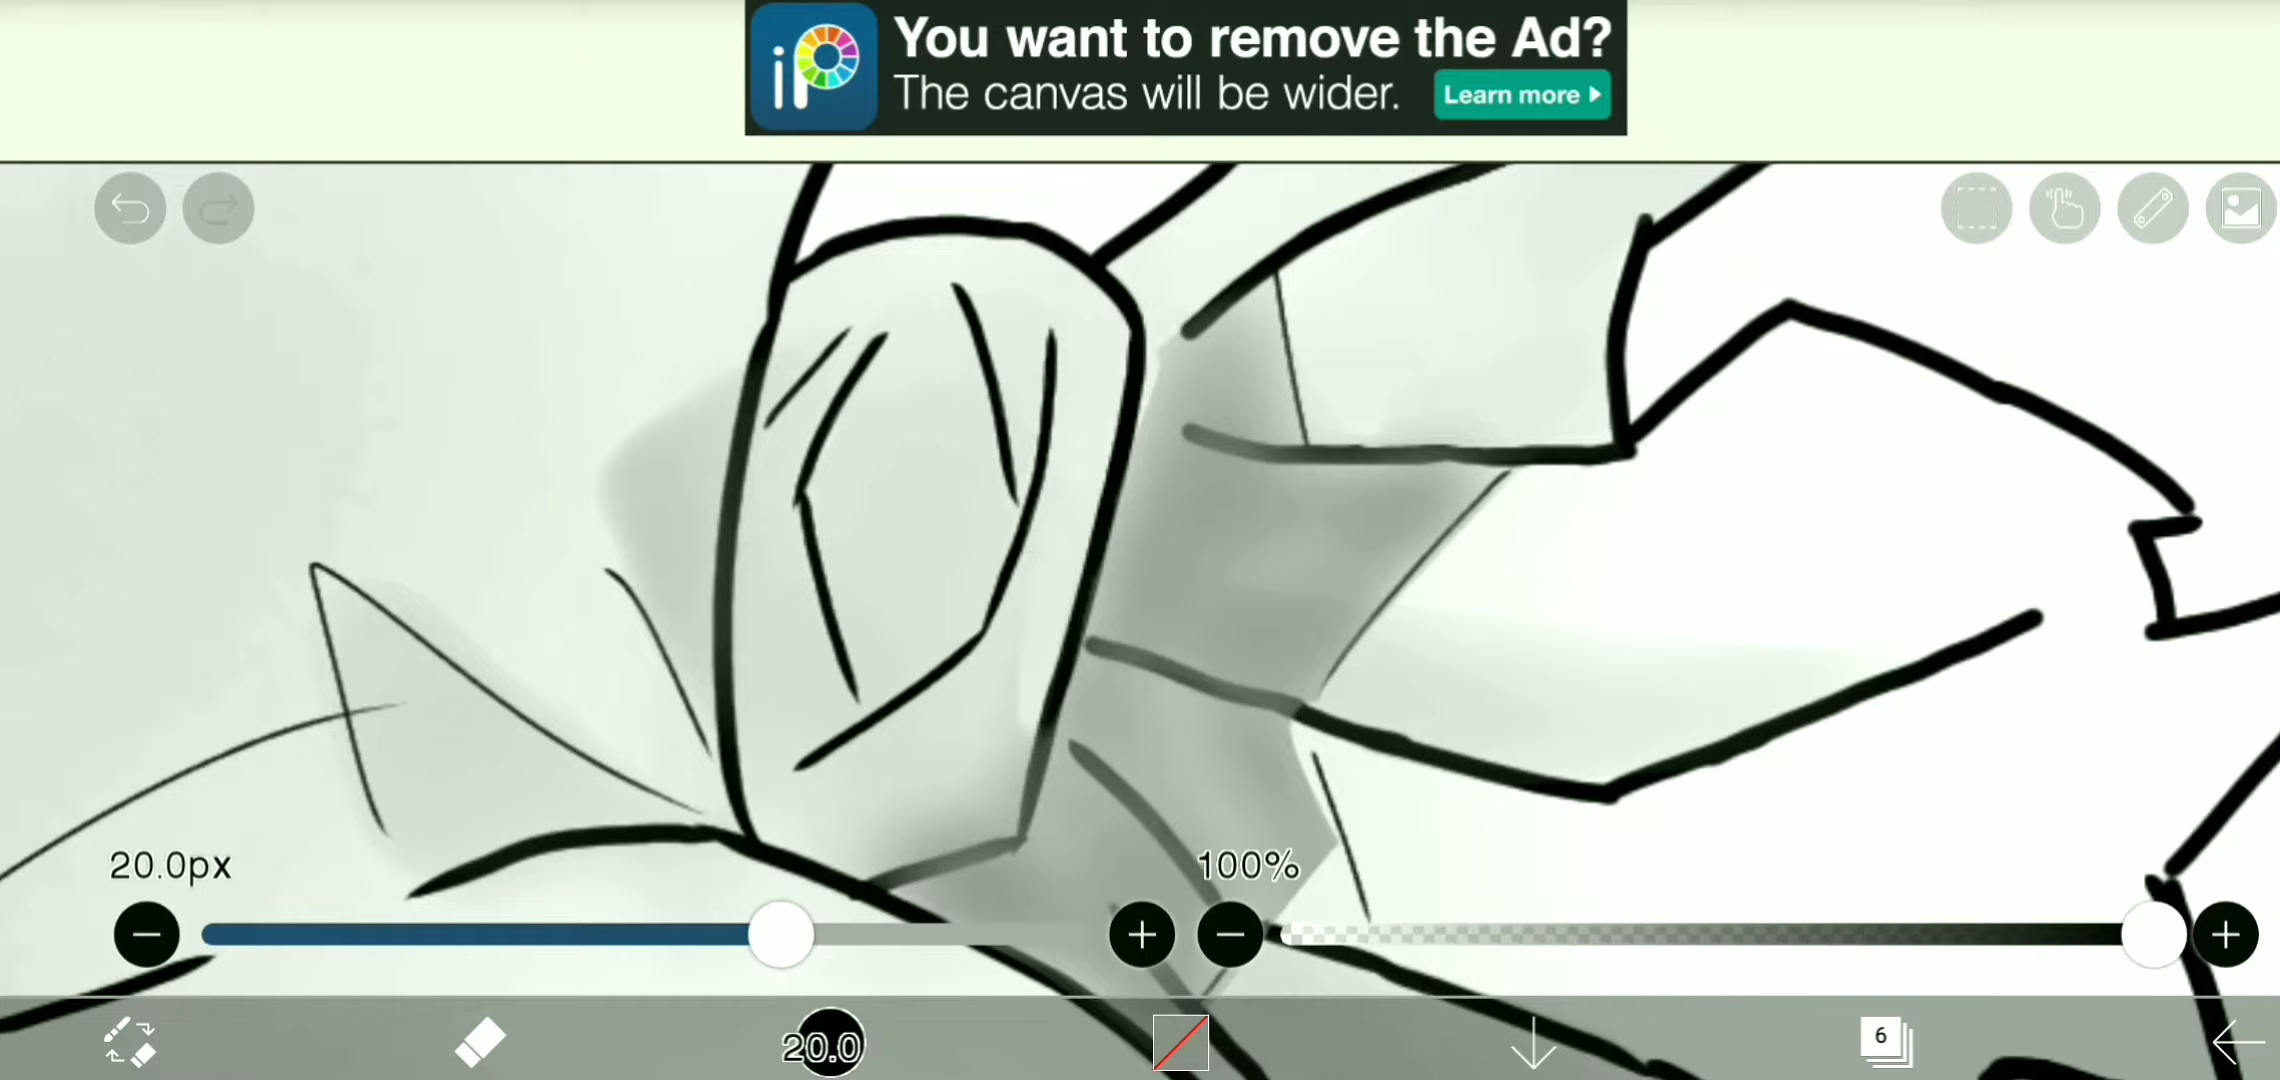 iP
You want to remove the Ad?
The canvas will be wider.
Learn more
20.0px
100%
20.0
6